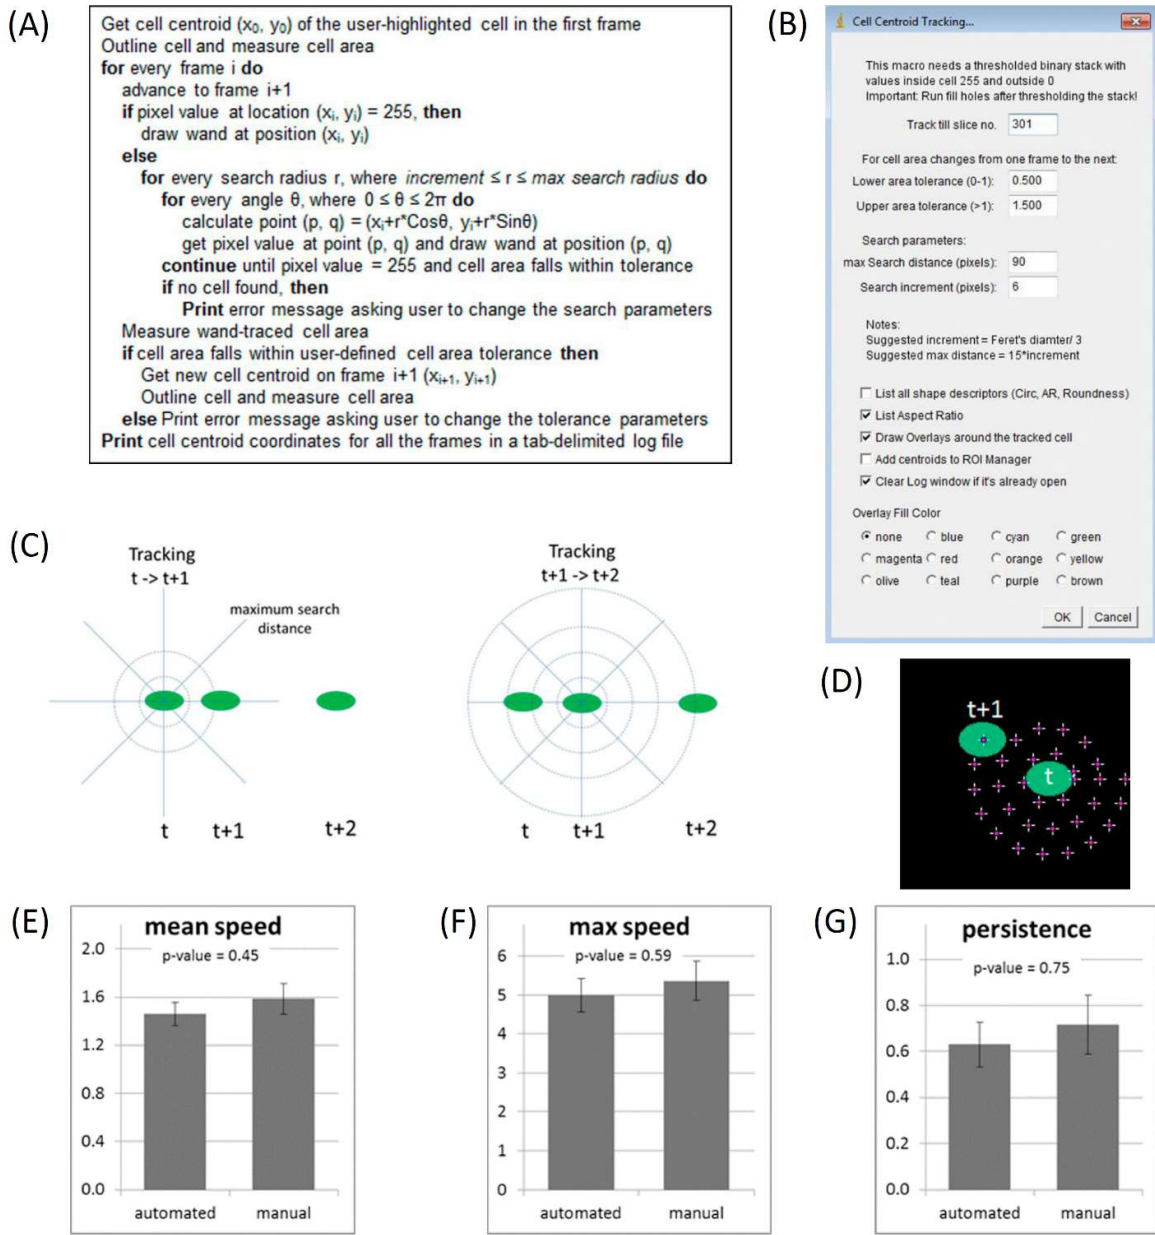 (A)
Get cell centroid (x₀, y₀) of the user-highlighted cell in the first frame
Outline cell and measure cell area
for every frame i do
advance to frame i+1
if pixel value at location (xᵢ, yᵢ) = 255, then
draw wand at position (xᵢ, yᵢ)
else
for every search radius r, where increment ≤ r ≤ max search radius do
for every angle θ, where 0 ≤ θ ≤ 2π do
calculate point (p, q) = (xᵢ+r*Cosθ, yᵢ+r*Sinθ)
get pixel value at point (p, q) and draw wand at position (p, q)
continue until pixel value = 255 and cell area falls within tolerance
if no cell found, then
Print error message asking user to change the search parameters
Measure wand-traced cell area
if cell area falls within user-defined cell area tolerance then
Get new cell centroid on frame i+1 (xᵢ₊₁, yᵢ₊₁)
Outline cell and measure cell area
else Print error message asking user to change the tolerance parameters
Print cell centroid coordinates for all the frames in a tab-delimited log file
(B)
Cell Centroid Tracking...
This macro needs a thresholded binary stack with
values inside cell 255 and outside 0
Important: Run fill holes after thresholding the stack!
Track till slice no. 301
For cell area changes from one frame to the next:
Lower area tolerance (0-1): 0.500
Upper area tolerance (>1): 1.500
Search parameters:
max Search distance (pixels): 90
Search increment (pixels): 6
Notes:
Suggested increment = Feret's diamter/ 3
Suggested max distance = 15*increment
List all shape descriptors (Circ, AR, Roundness)
List Aspect Ratio
Draw Overlays around the tracked cell
Add centroids to ROI Manager
Clear Log window if it's already open
Overlay Fill Color
none blue cyan green
magenta red orange yellow
olive teal purple brown
OK Cancel
(C)
Tracking
t -> t+1
maximum search
distance
t t+1 t+2
Tracking
t+1 -> t+2
t t+1 t+2
(D)
t+1
t
(E)
mean speed
p-value = 0.45
2.0
1.6
1.2
0.8
0.4
0.0
automated manual
(F)
max speed
p-value = 0.59
6
5
4
3
2
1
0
automated manual
(G)
persistence
p-value = 0.75
1.0
0.8
0.6
0.4
0.2
0.0
automated manual